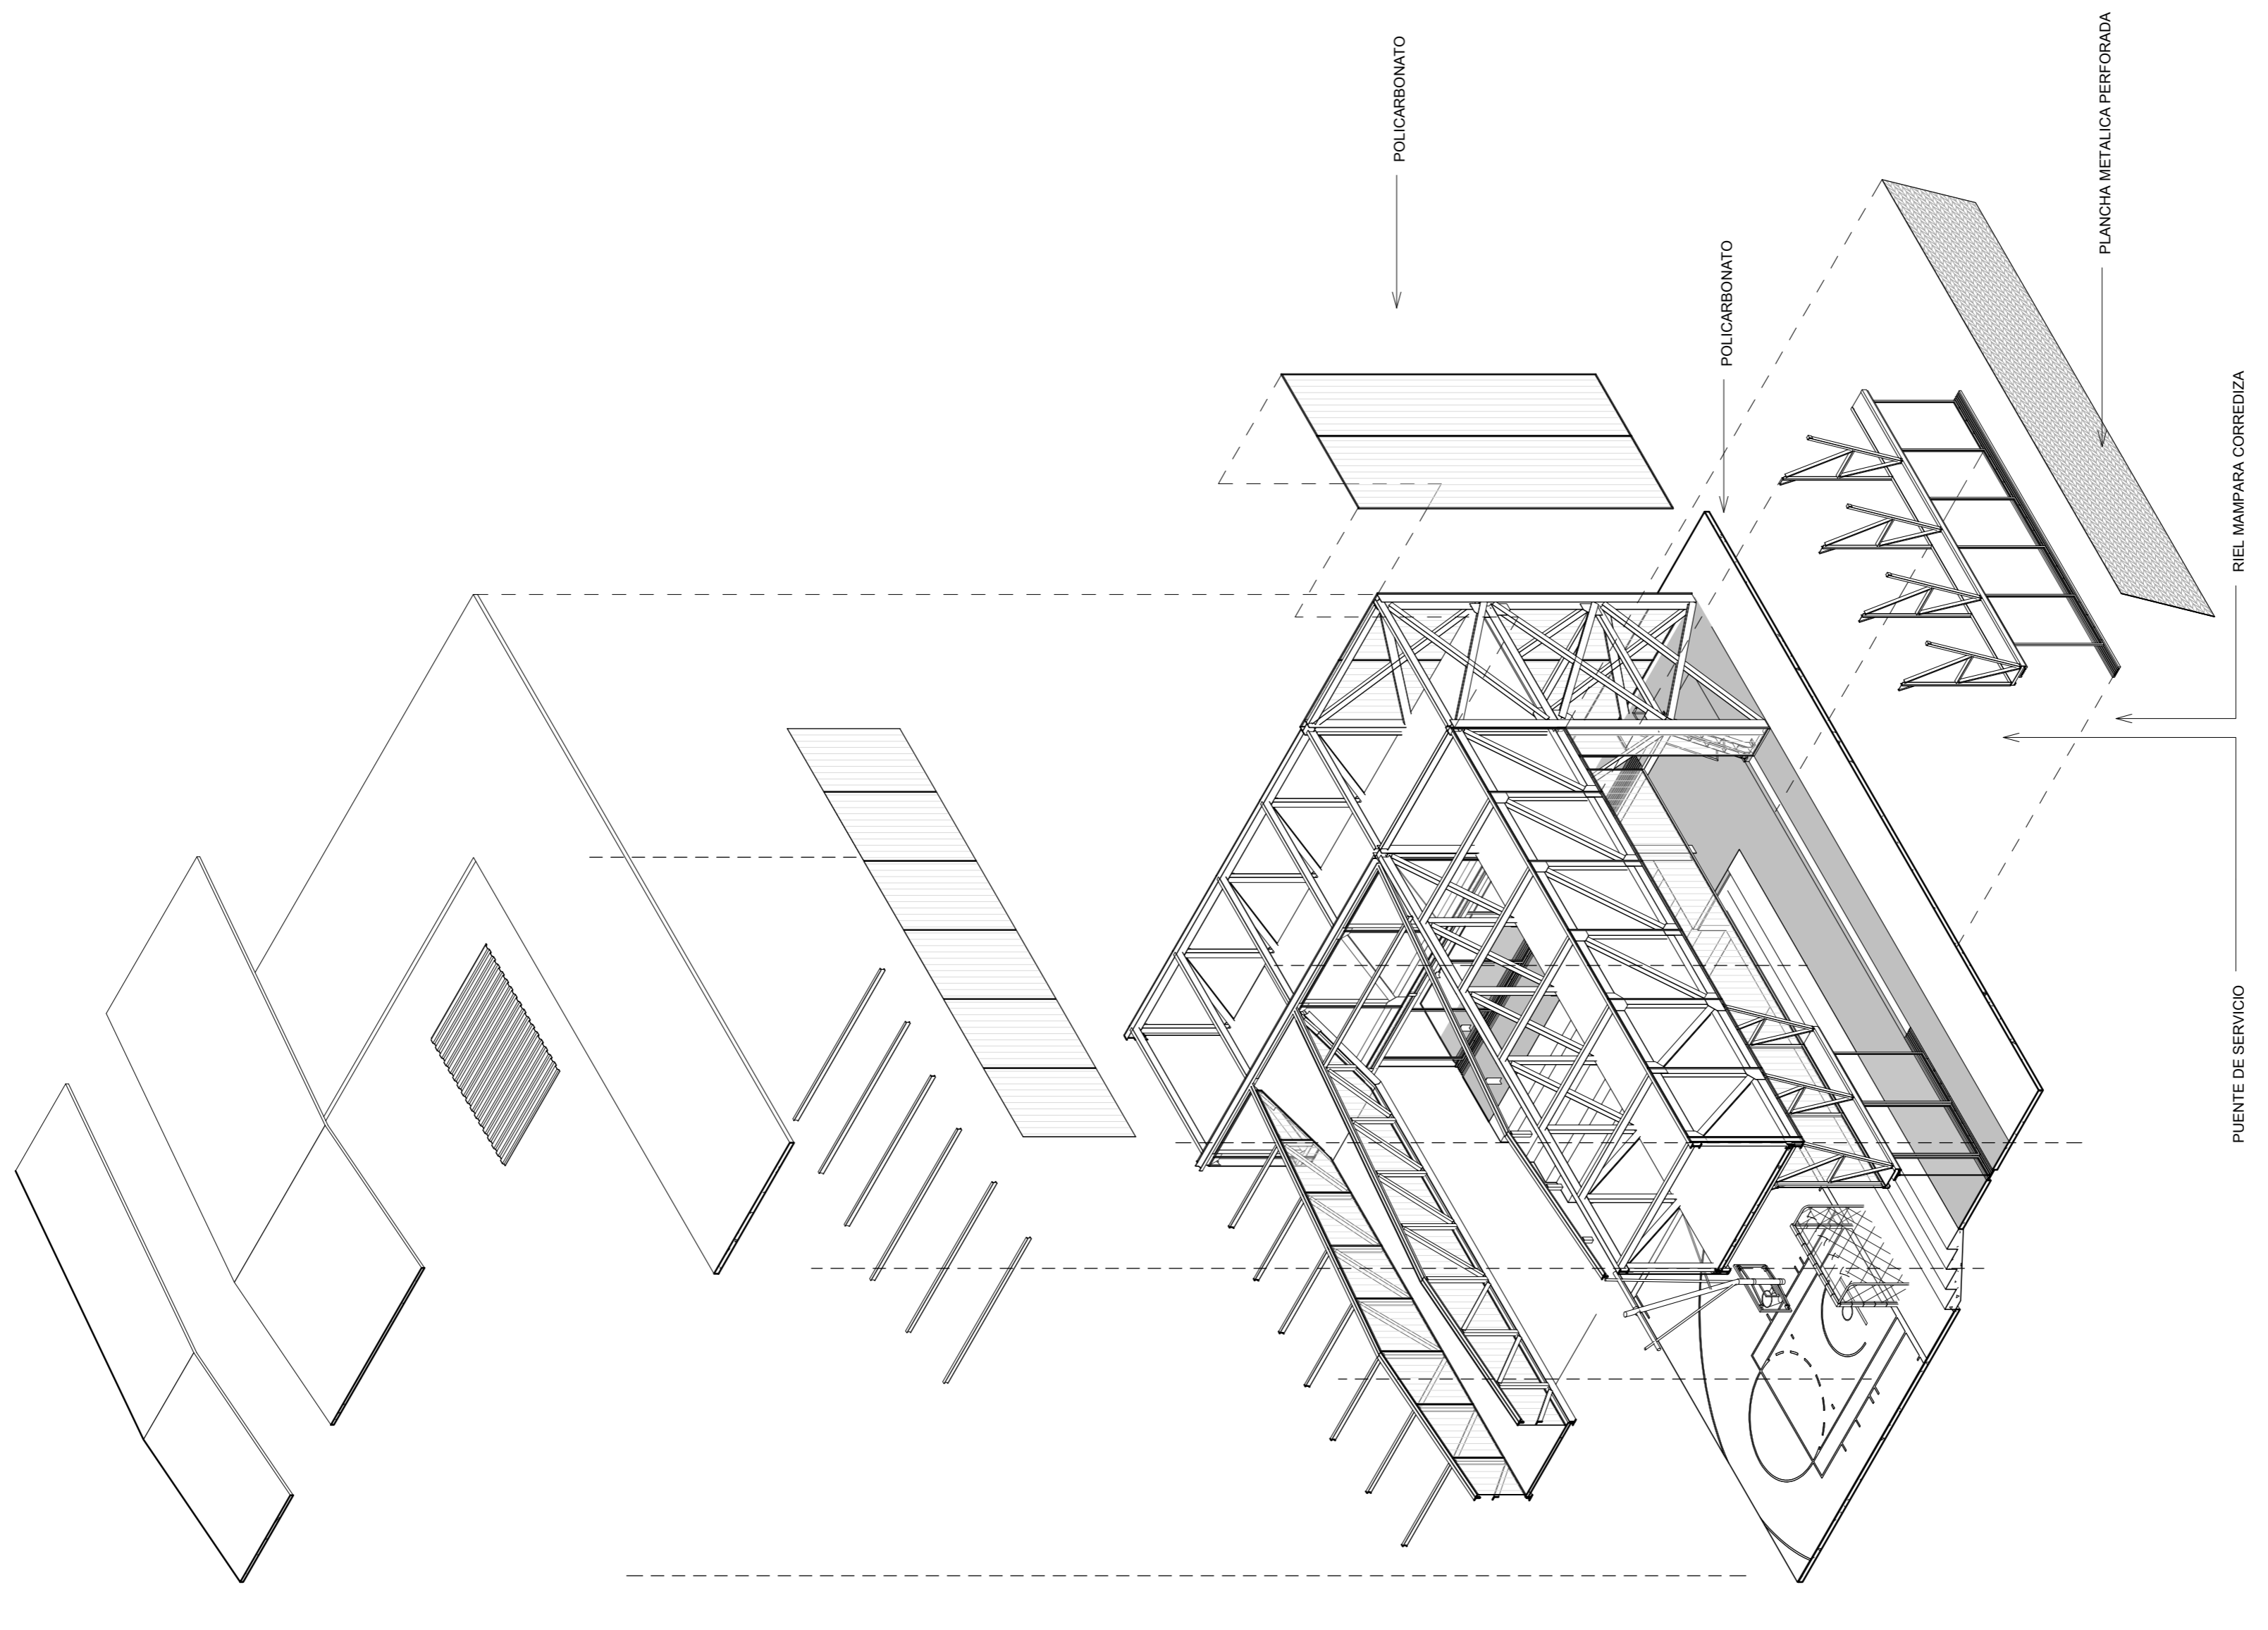 POLICARBONATO
POLICARBONATO
PLANCHA METALICA PERFORADA
RIEL MAMPARA CORREDIZA
PUENTE DE SERVICIO